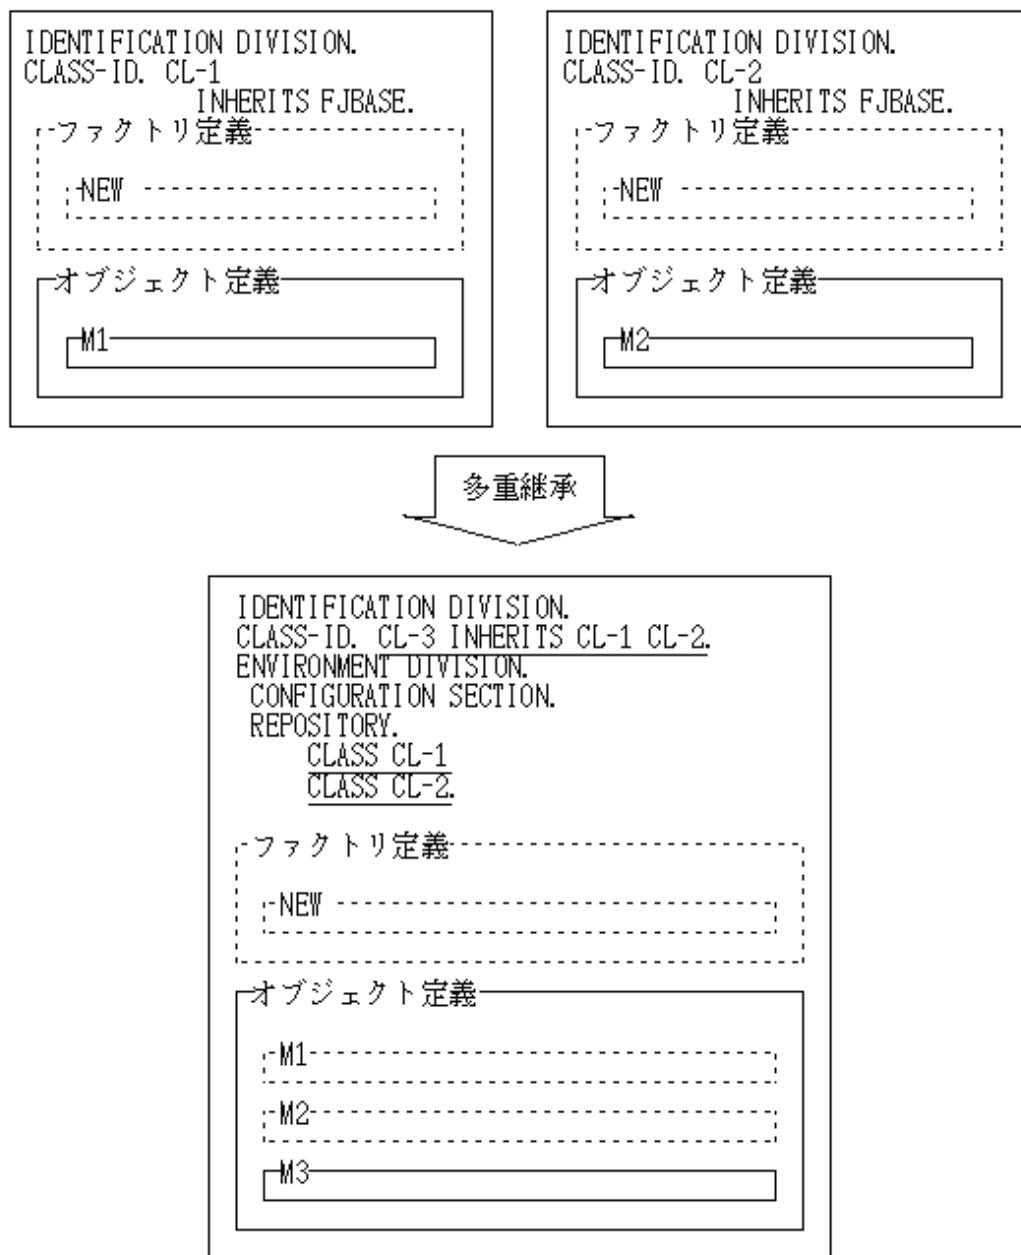 IDENTIFICATION DIVISION.
CLASS-ID. CL-1
INHERITS FJBASE.
ファクトリ定義
NEW
オブジェクト定義
M1
IDENTIFICATION DIVISION.
CLASS-ID. CL-2
INHERITS FJBASE.
ファクトリ定義
NEW
オブジェクト定義
M2
多重継承
IDENTIFICATION DIVISION.
CLASS-ID. CL-3 INHERITS CL-1 CL-2.
ENVIRONMENT DIVISION.
CONFIGURATION SECTION.
REPOSITORY.
CLASS CL-1
CLASS CL-2.
ファクトリ定義
NEW
オブジェクト定義
M1
M2
M3